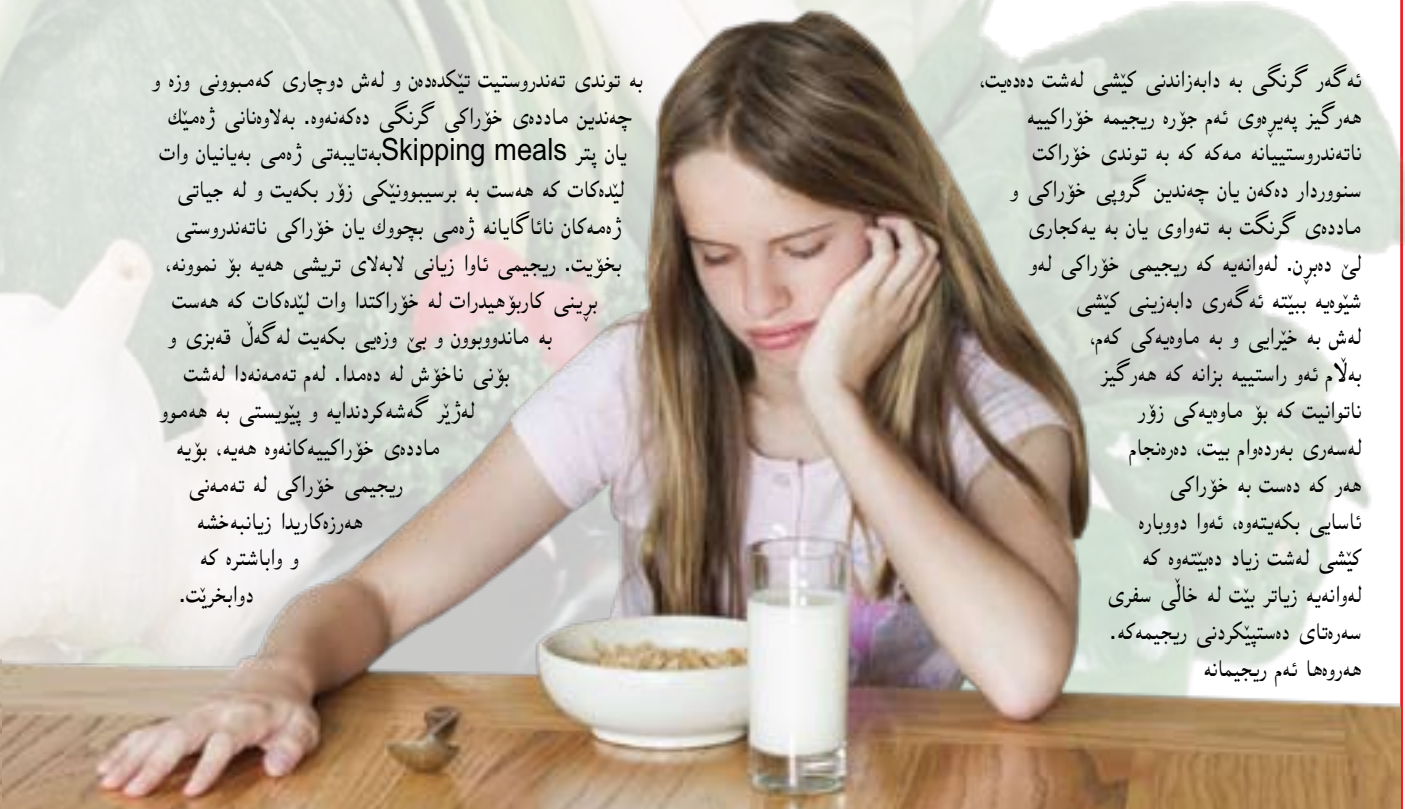 ئەگەر گرنگی بە دابەزاندنی کێشی لەشت دەدەیت،
هەرگیز پەیڕەوی ئەم جۆرە ریجیمە خۆراکییە
ناتەندروستییانە مەکە کە بە توندی خۆراکت
سنووردار دەکەن یان چەندین گروپی خۆراکی و
ماددەی گرنگت بە تەواوی یان بە یەکجاری
لێ دەبڕن. لەوانەیە کە ریجیمی خۆراکی لەو
شێوەیە ببێتە ئەگەری دابەزینی کێشی
لەش بە خێرایی و بە ماوەیەکی کەم،
بەڵام ئەو راستییە بزانە کە هەرگیز
ناتوانیت کە بۆ ماوەیەکی زۆر
لەسەری بەردەوام بیت، دەرەنجام
هەر کە دەست بە خۆراکی
ئاسایی بکەیتەوە، ئەوا دووبارە
کێشی لەشت زیاد دەبێتەوە کە
لەوانەیە زیاتر بێت لە خاڵی سفری
سەرەتای دەستپێکردنی ریجیمەکە.
هەروەها ئەم ریجیمانە
بە توندی تەندروستیت تێکدەدەن و لەش دوچاری کەمبوونی وزە و
چەندین ماددەی خۆراکی گرنگی دەکەنەوە. بەلاوەنانی ژەمێك
یان پتر Skipping mealsبەتایبەتی ژەمی بەیانیان وات
لێدەکات کە هەست بە برسیبوونێکی زۆر بکەیت و لە جیاتی
ژەمەکان نائاگایانە ژەمی بچووك یان خۆراکی ناتەندروستی
بخۆیت. ریجیمی ئاوا زیانی لابەلای تریشی هەیە بۆ نموونە،
بڕینی کاربۆهیدرات لە خۆراکتدا وات لێدەکات کە هەست
بە ماندووبوون و بێ وزەیی بکەیت لەگەڵ قەبزی و
بۆنی ناخۆش لە دەمدا. لەم تەمەنەدا لەشت
لەژێر گەشەکردندایە و پێویستی بە هەموو
ماددەی خۆراکییەکانەوە هەیە، بۆیە
ریجیمی خۆراکی لە تەمەنی
هەرزەکاریدا زیانبەخشە
و واباشترە کە
دوابخرێت.